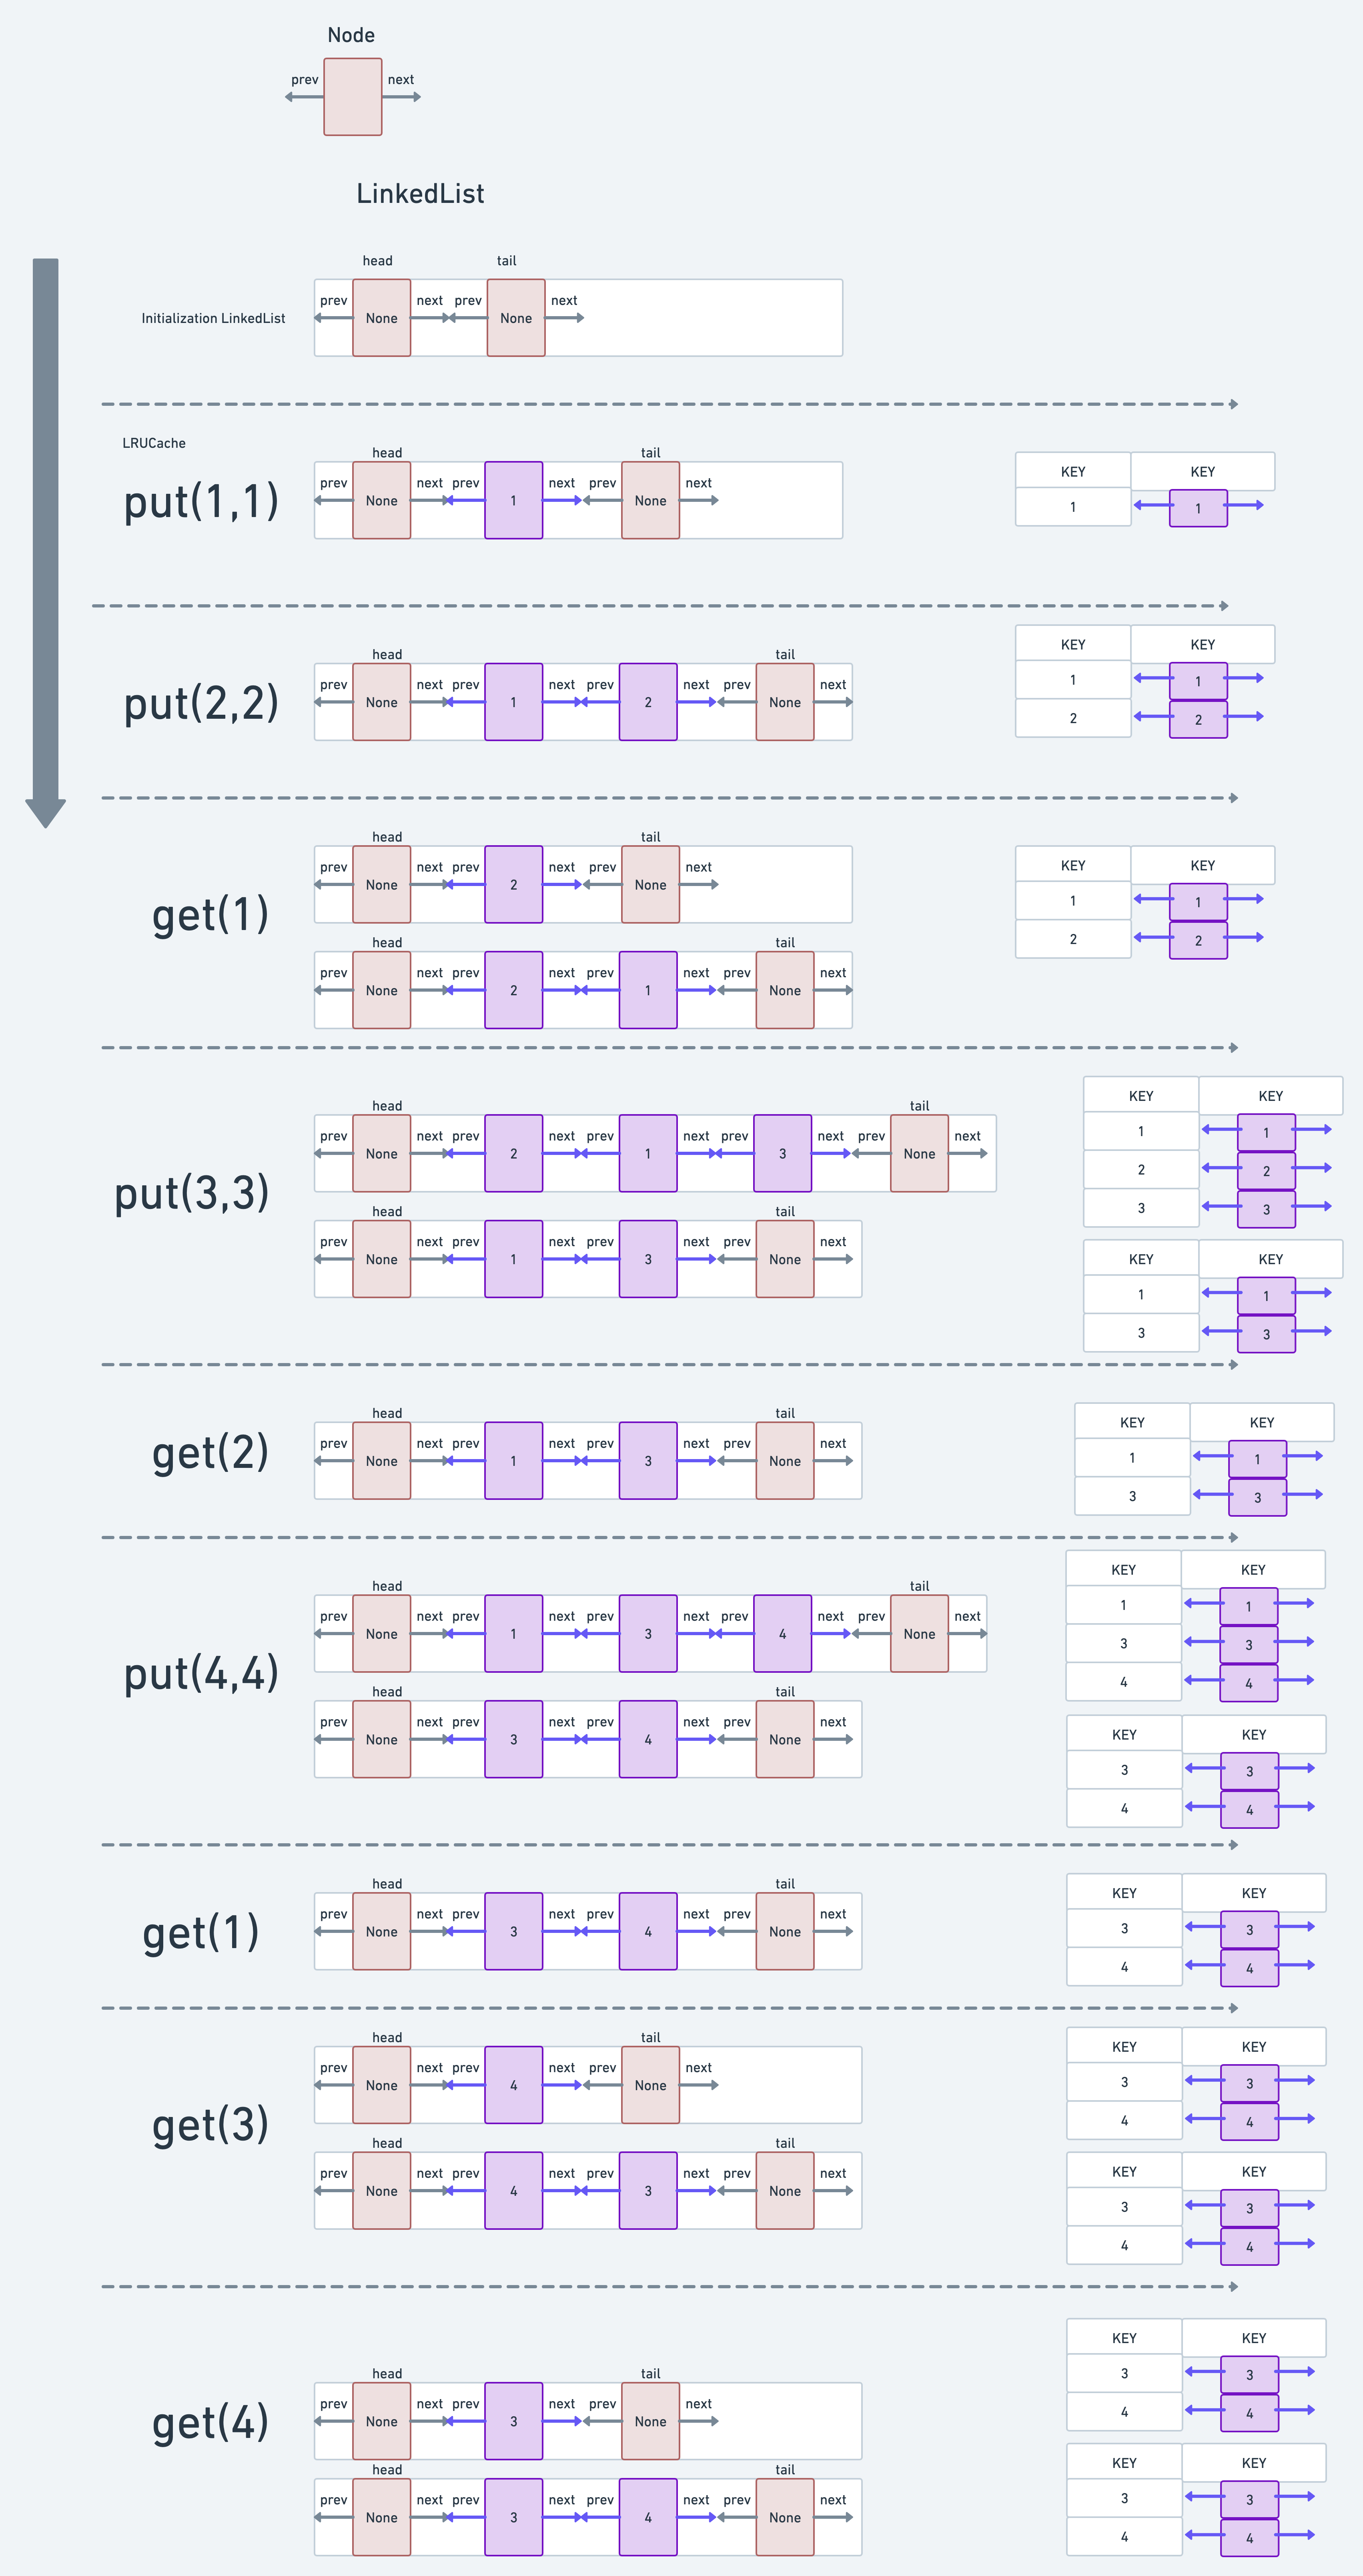 Node
prev next
LinkedList
head tail
prev next prev next
Initialization LinkedList None None
LRUCache
head tail
KEY KEY
prev next prev next prev next
put(1,1) None 1 None
1 1
head tail
KEY KEY
prev next prev next prev next prev next
put(2,2) None 1 2 None
1 1
2 2
head tail
prev next prev next prev next
None 2 None
KEY KEY
1 1
2 2
get(1)
head tail
prev next prev next prev next prev next
None 2 1 None
head tail
prev next prev next prev next prev next prev next
None 2 1 3 None
KEY KEY
1 1
2 2
3 3
put(3,3)
head tail
prev next prev next prev next prev next
None 1 3 None
KEY KEY
1 1
3 3
head tail
prev next prev next prev next prev next
get(2) None 1 3 None
KEY KEY
1 1
3 3
head tail
prev next prev next prev next prev next prev next
None 1 3 4 None
KEY KEY
1 1
3 3
4 4
put(4,4)
head tail
prev next prev next prev next prev next
None 3 4 None
KEY KEY
3 3
4 4
head tail
prev next prev next prev next prev next
get(1) None 3 4 None
KEY KEY
3 3
4 4
head tail
prev next prev next prev next
None 4 None
KEY KEY
3 3
4 4
get(3)
head tail
prev next prev next prev next prev next
None 4 3 None
KEY KEY
3 3
4 4
head tail
prev next prev next prev next
get(4) None 3 None
KEY KEY
3 3
4 4
head tail
prev next prev next prev next prev next
None 3 4 None
KEY KEY
3 3
4 4